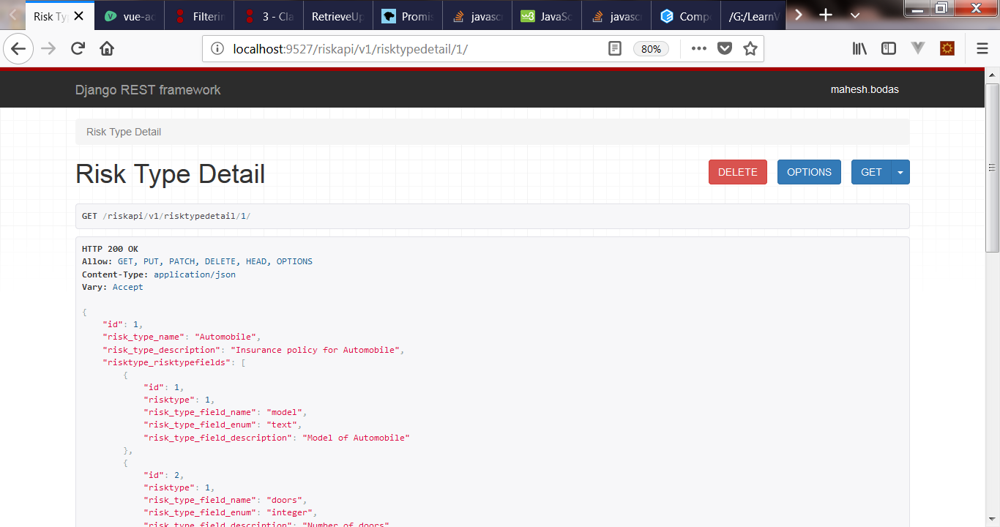 Risk Ty
vue-ac
Filterin
3 - Cla
RetrieveUp
Promis
javasc
JavaSc
javasc
Compo
/G:/LearnV
localhost:9527/riskapi/v1/risktypedetail/1/
80%
Django REST framework
mahesh.bodas
Risk Type Detail
Risk Type Detail
DELETE
OPTIONS
GET
GET /riskapi/v1/risktypedetail/1/
HTTP 200 OK
Allow: GET, PUT, PATCH, DELETE, HEAD, OPTIONS
Content-Type: application/json
Vary: Accept
{
"id": 1,
"risk_type_name": "Automobile",
"risk_type_description": "Insurance policy for Automobile",
"risktype_risktypefields": [
{
"id": 1,
"risktype": 1,
"risk_type_field_name": "model",
"risk_type_field_enum": "text",
"risk_type_field_description": "Model of Automobile"
},
{
"id": 2,
"risktype": 1,
"risk_type_field_name": "doors",
"risk_type_field_enum": "integer",
"risk_type_field_description": "Number of doors"